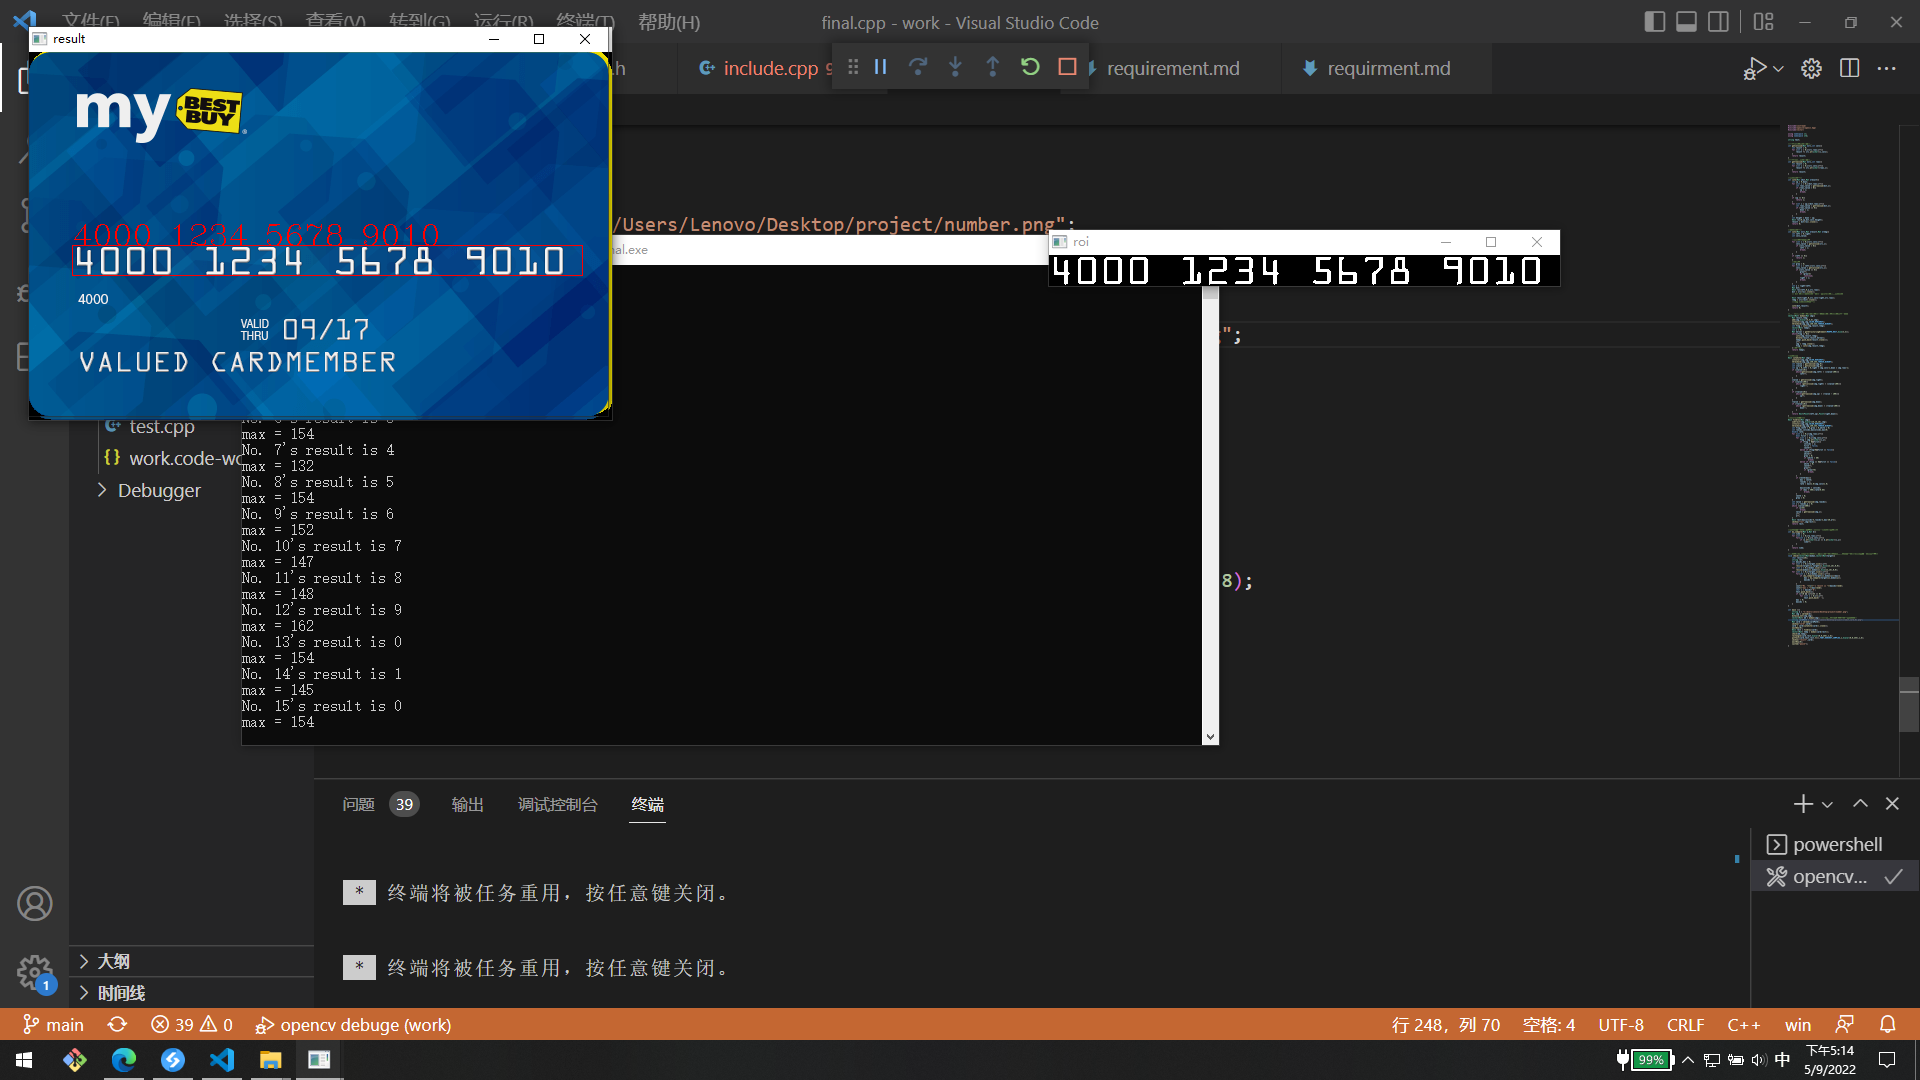 文件(F) 编辑(E) 选择(S) 查看(V) 转到(G) 运行(R) 终端(T) 帮助(H)
final.cpp - work - Visual Studio Code
result
.h
include.cpp 9
requirement.md
requirment.md
my BEST BUY
4000 1234 5678 9010
4000 1234 5678 9010
4000
VALID THRU 09/17
VALUED CARDMEMBER
/Users/Lenovo/Desktop/project/number.png";
nal.exe
roi
4000 1234 5678 9010
";
8);
test.cpp
work.code-wo
Debugger
max = 154
No. 7's result is 4
max = 132
No. 8's result is 5
max = 154
No. 9's result is 6
max = 152
No. 10's result is 7
max = 147
No. 11's result is 8
max = 148
No. 12's result is 9
max = 162
No. 13's result is 0
max = 154
No. 14's result is 1
max = 145
No. 15's result is 0
max = 154
问题 39 输出 调试控制台 终端
* 终端将被任务重用，按任意键关闭。
* 终端将被任务重用，按任意键关闭。
powershell
opencv...
大纲
时间线
1
main 39 0 opencv debuge (work)
行 248，列 70 空格: 4 UTF-8 CRLF C++ win
99% 中
下午5:14
5/9/2022